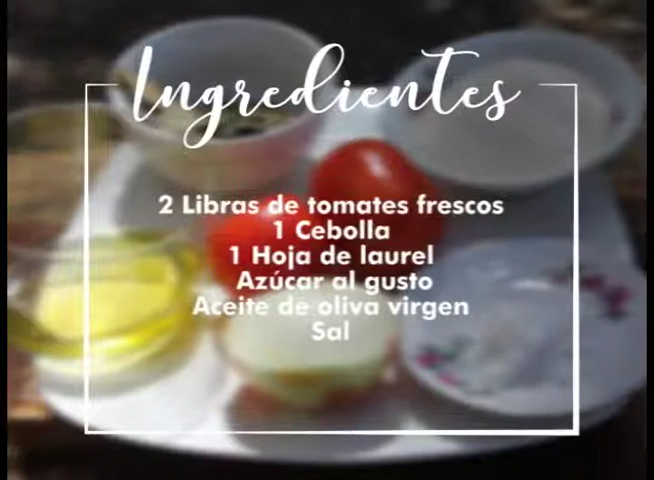 Ingredientes
2 Libras de tomates frescos
1 Cebolla
1 Hoja de laurel
Azúcar al gusto
Aceite de oliva virgen
Sal